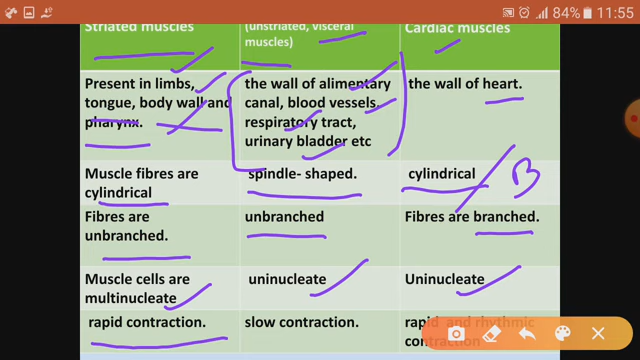 84% 11:55
Striated muscles
(unstriated, visceral
muscles)
Cardiac muscles
Present in limbs,
tongue, body wall and
pharynx.
the wall of alimentary
canal, blood vessels,
respiratory tract,
urinary bladder etc
the wall of heart.
Muscle fibres are
cylindrical
spindle- shaped.
cylindrical
B
Fibres are
unbranched.
unbranched
Fibres are branched.
Muscle cells are
multinucleate
uninucleate
Uninucleate
rapid contraction.
slow contraction.
rapid and rhythmic
contraction